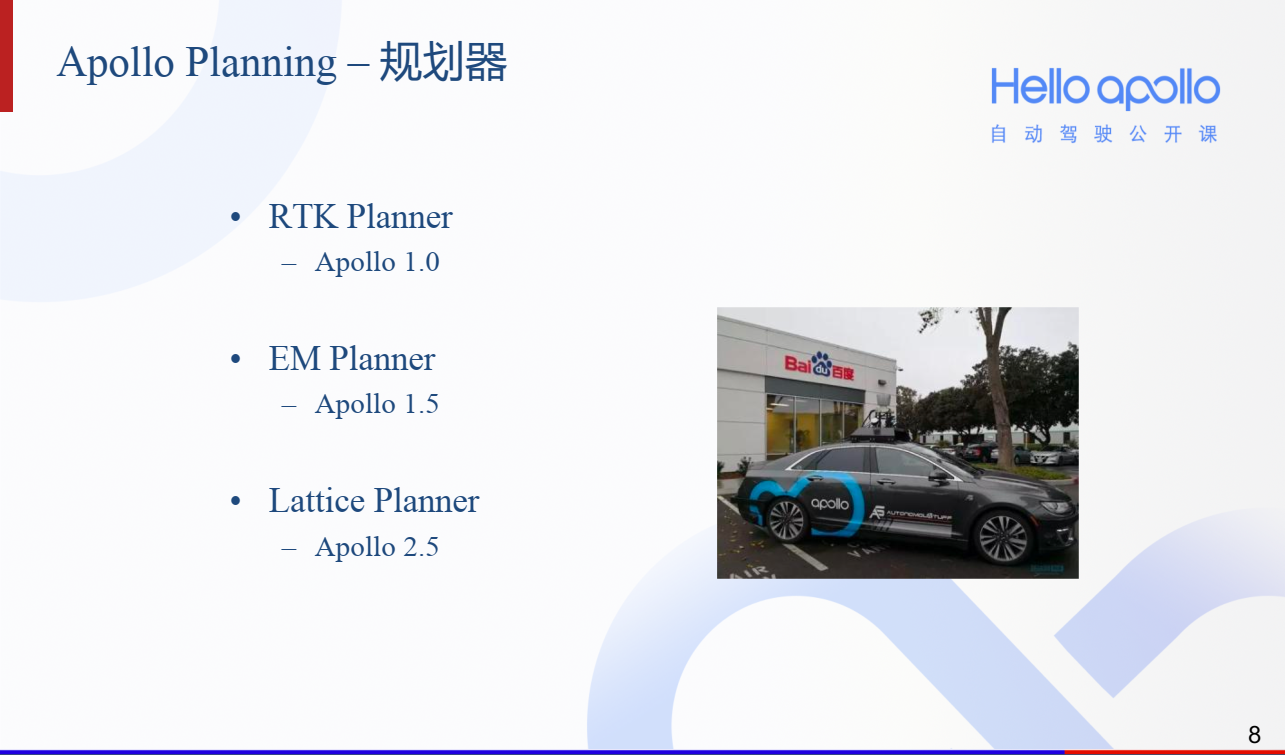 Apollo Planning – 规划器
Hello apollo
自动驾驶公开课
• RTK Planner
– Apollo 1.0
• EM Planner
– Apollo 1.5
• Lattice Planner
– Apollo 2.5
Bai du 百度
apollo
AUTONOMOUSTUFF
8